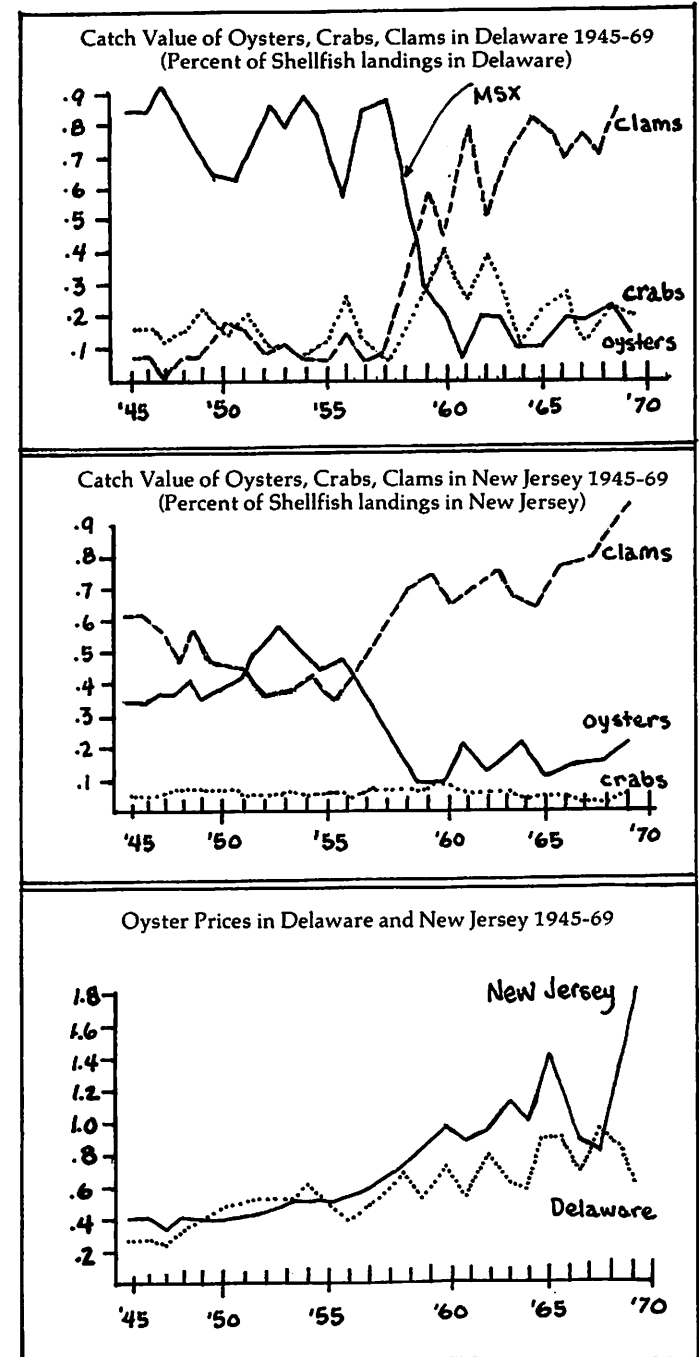 Catch Value of Oysters, Crabs, Clams in Delaware 1945-69
(Percent of Shellfish landings in Delaware)
MSX
.9
.8
.7
.6
.5
.4
.3
.2
.1
clams
crabs
oysters
'45 '50 '55 '60 '65 '70
Catch Value of Oysters, Crabs, Clams in New Jersey 1945-69
(Percent of Shellfish landings in New Jersey)
.9
.8
.7
.6
.5
.4
.3
.2
.1
clams
oysters
crabs
'45 '50 '55 '60 '65 '70
Oyster Prices in Delaware and New Jersey 1945-69
1.8
1.6
1.4
1.2
1.0
.8
.6
.4
.2
New Jersey
Delaware
'45 '50 '55 '60 '65 '70